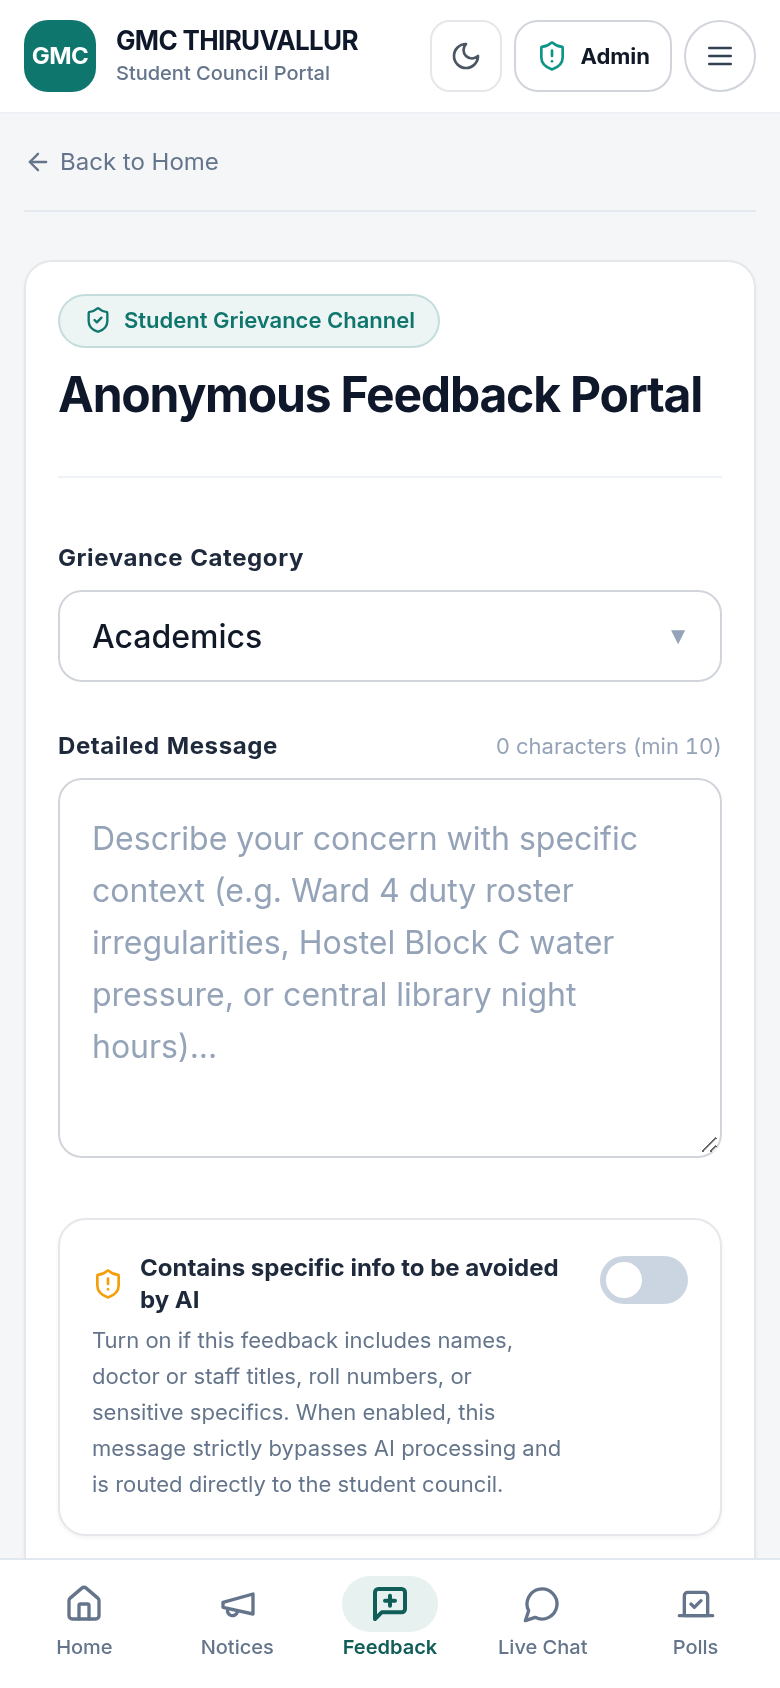 GMC
GMC THIRUVALLUR
Student Council Portal
Admin
Back to Home
Student Grievance Channel
Anonymous Feedback Portal
Grievance Category
Academics
Detailed Message
0 characters (min 10)
Describe your concern with specific
context (e.g. Ward 4 duty roster
irregularities, Hostel Block C water
pressure, or central library night
hours)...
Contains specific info to be avoided
by AI
Turn on if this feedback includes names,
doctor or staff titles, roll numbers, or
sensitive specifics. When enabled, this
message strictly bypasses AI processing and
is routed directly to the student council.
Home
Notices
Feedback
Live Chat
Polls